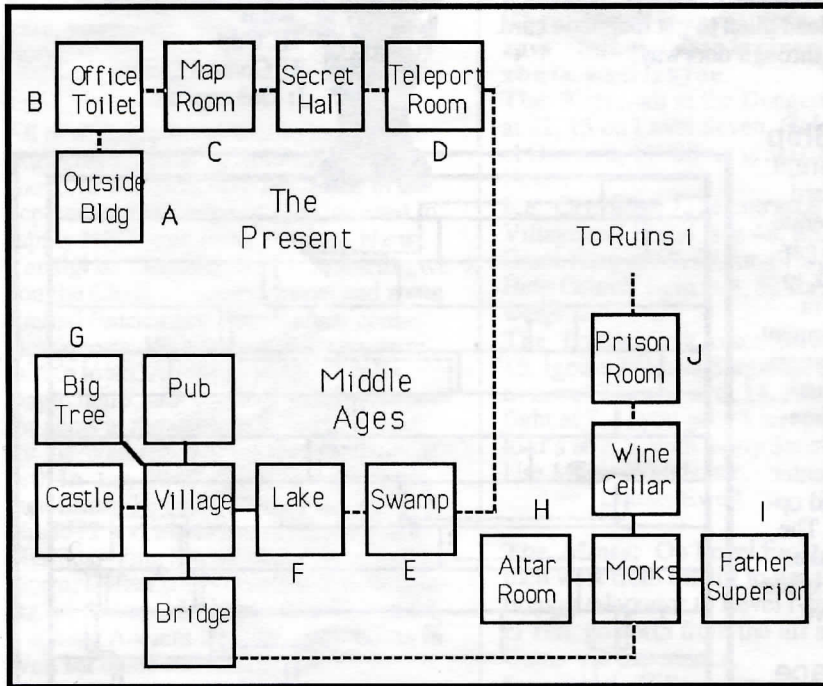 B
Office
Toilet
Map
Room
Secret
Hall
Teleport
Room
C
D
Outside
Bldg
A
The
Present
To Ruins i
G
Big
Tree
Pub
Middle
Ages
Prison
Room
J
Castle
Village
Lake
Swamp
Wine
Cellar
F
E
H
I
Altar
Room
Monks
Father
Superior
Bridge